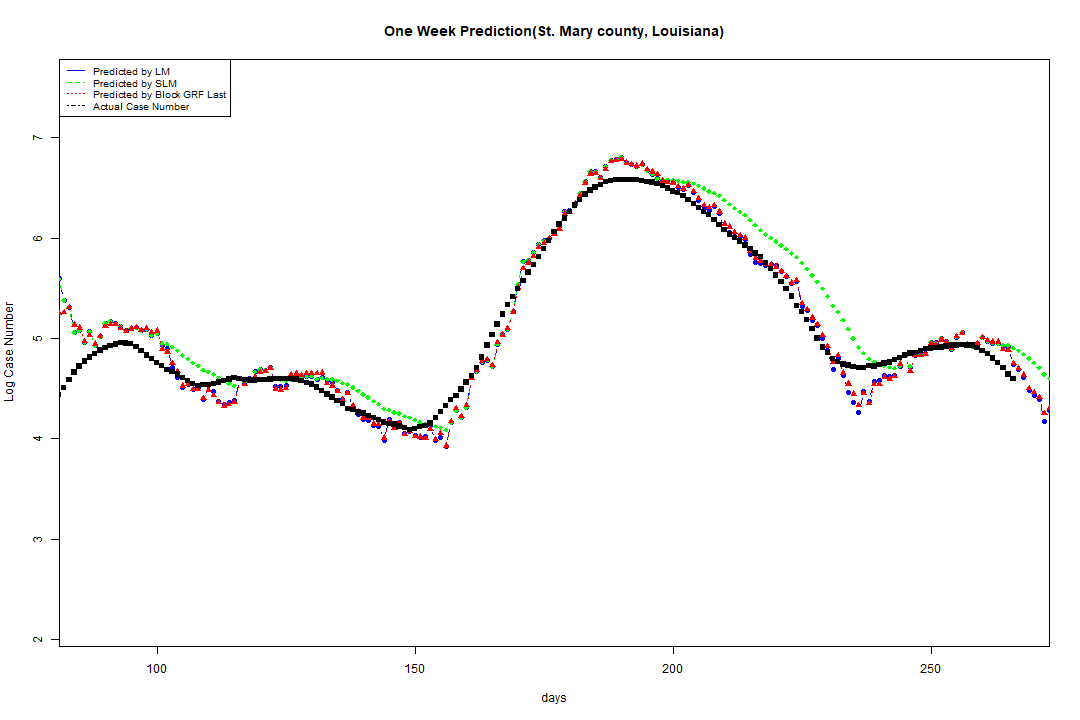 One Week Prediction(St. Mary county, Louisiana)
Predicted by LM
Predicted by SLM
Predicted by Block GRF Last
Actual Case Number
7
6
5
4
3
2
Log Case Number
100
150
200
250
days